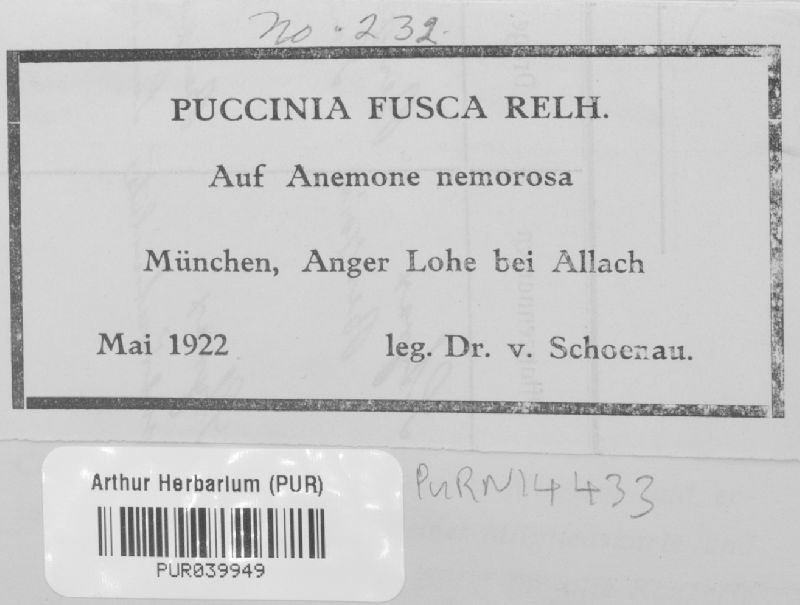 No. 232.
PUCCINIA FUSCA RELH.
Auf Anemone nemorosa
München, Anger Lohe bei Allach
Mai 1922 leg. Dr. v. Schoenau.
Arthur Herbarium (PUR)
PUR039949
PURN14433